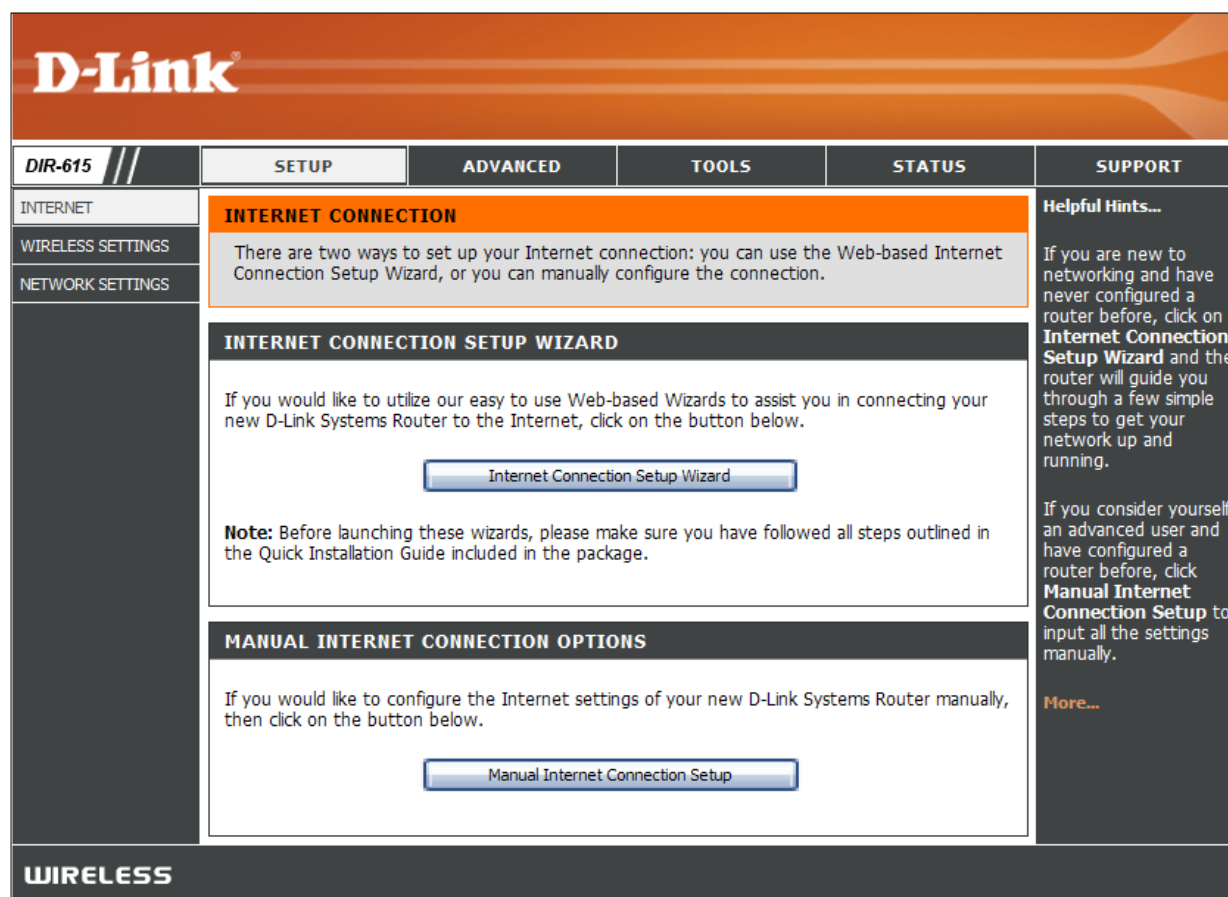 D-Link®
DIR-615
SETUP
ADVANCED
TOOLS
STATUS
SUPPORT
INTERNET
WIRELESS SETTINGS
NETWORK SETTINGS
INTERNET CONNECTION
There are two ways to set up your Internet connection: you can use the Web-based Internet
Connection Setup Wizard, or you can manually configure the connection.
INTERNET CONNECTION SETUP WIZARD
If you would like to utilize our easy to use Web-based Wizards to assist you in connecting your
new D-Link Systems Router to the Internet, click on the button below.
Internet Connection Setup Wizard
Note: Before launching these wizards, please make sure you have followed all steps outlined in
the Quick Installation Guide included in the package.
MANUAL INTERNET CONNECTION OPTIONS
If you would like to configure the Internet settings of your new D-Link Systems Router manually,
then click on the button below.
Manual Internet Connection Setup
Helpful Hints...
If you are new to
networking and have
never configured a
router before, click on
Internet Connection
Setup Wizard and the
router will guide you
through a few simple
steps to get your
network up and
running.
If you consider yourself
an advanced user and
have configured a
router before, click
Manual Internet
Connection Setup to
input all the settings
manually.
More...
WIRELESS